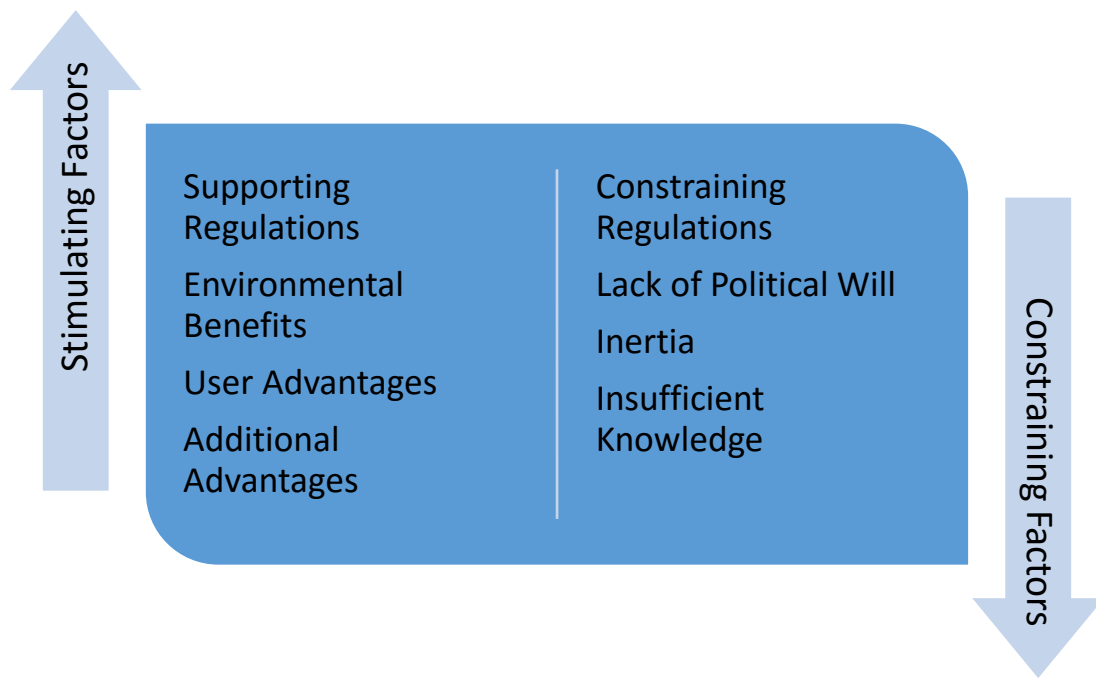 Stimulating Factors
Supporting
Regulations
Environmental
Benefits
User Advantages
Additional
Advantages
Constraining
Regulations
Lack of Political Will
Inertia
Insufficient
Knowledge
Constraining Factors